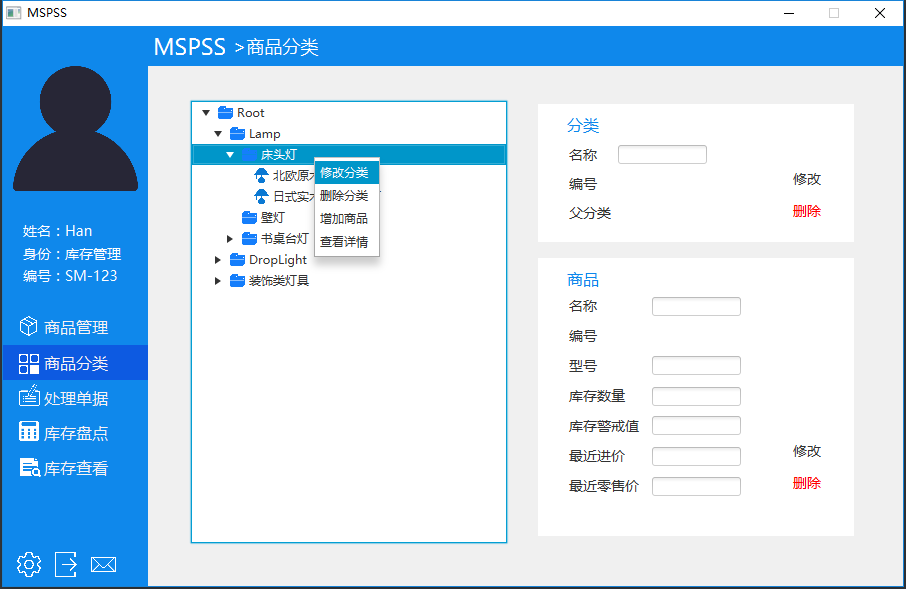 MSPSS
MSPSS >商品分类
姓名：Han
身份：库存管理
编号：SM-123
商品管理
商品分类
处理单据
库存盘点
库存查看
Root
Lamp
床头灯
北欧原
日式实
壁灯
书桌台灯
DropLight
装饰类灯具
修改分类
删除分类
增加商品
查看详情
分类
名称
编号
父分类
修改
删除
商品
名称
编号
型号
库存数量
库存警戒值
最近进价
最近零售价
修改
删除